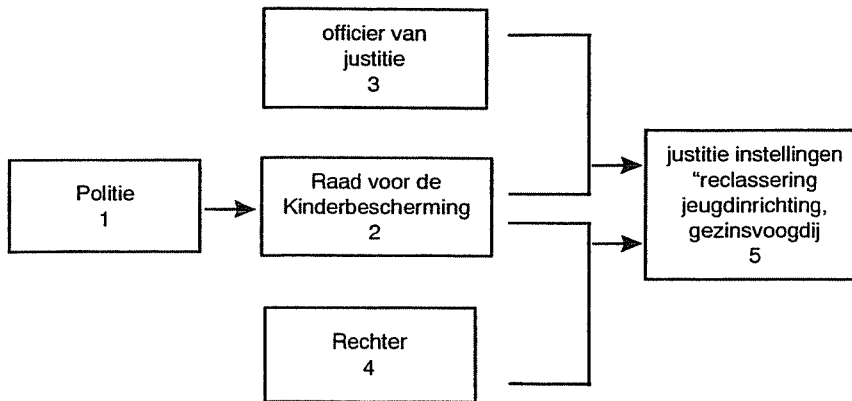 officier van
justitie
3
Politie
1
Raad voor de
Kinderbescherming
2
Rechter
4
justitie instellingen
“reclassering
jeugdinrichting,
gezinsvoogdij
5